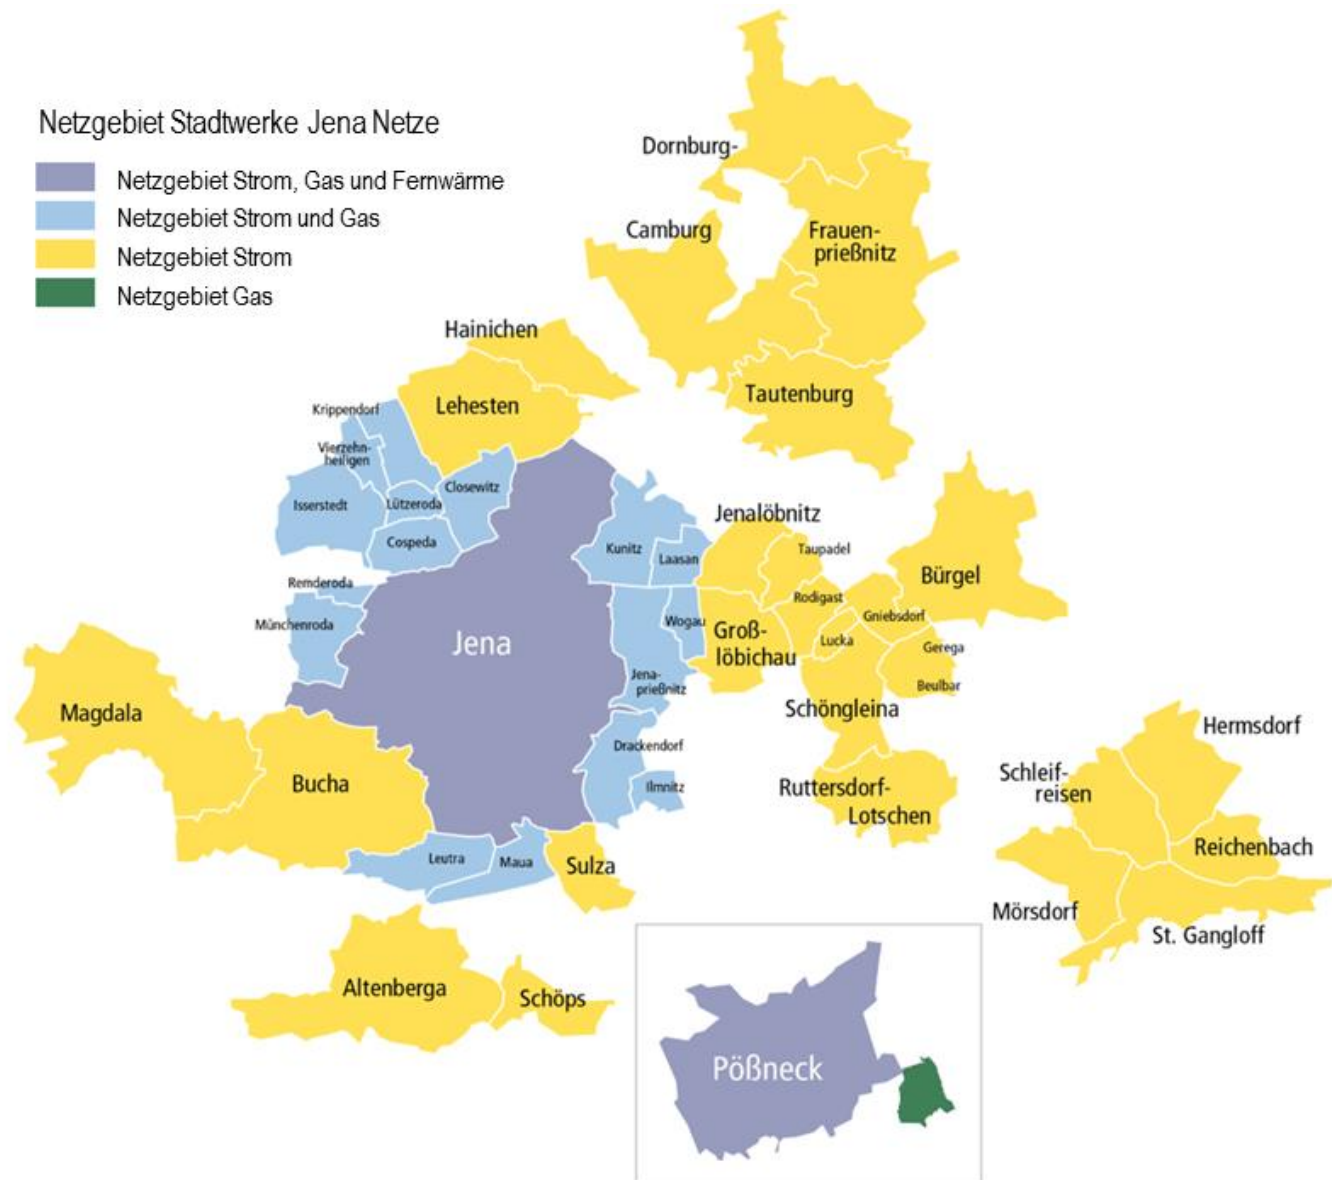 Netzgebiet Stadtwerke Jena Netze
Netzgebiet Strom, Gas und Fernwärme
Netzgebiet Strom und Gas
Netzgebiet Strom
Netzgebiet Gas
Dornburg-
Camburg
Frauen-
prießnitz
Tautenburg
Hainichen
Lehesten
Krippendorf
Vierzehn-
heiligen
Isserstedt
Lützeroda
Closewitz
Cospeda
Remderoda
Münchenroda
Jena
Kunitz
Laasan
Wogau
Jena-
prießnitz
Drackendorf
Ilmnitz
Jenalöbnitz
Taupadel
Rodigast
Groß-
löbichau
Lucka
Gniebsdorf
Bürgel
Gerega
Beulbar
Schöngleina
Ruttersdorf-
Lotschen
Magdala
Bucha
Leutra
Maua
Sulza
Altenberga
Schöps
Hermsdorf
Schleif-
reisen
Reichenbach
Mörsdorf
St. Gangloff
Pößneck